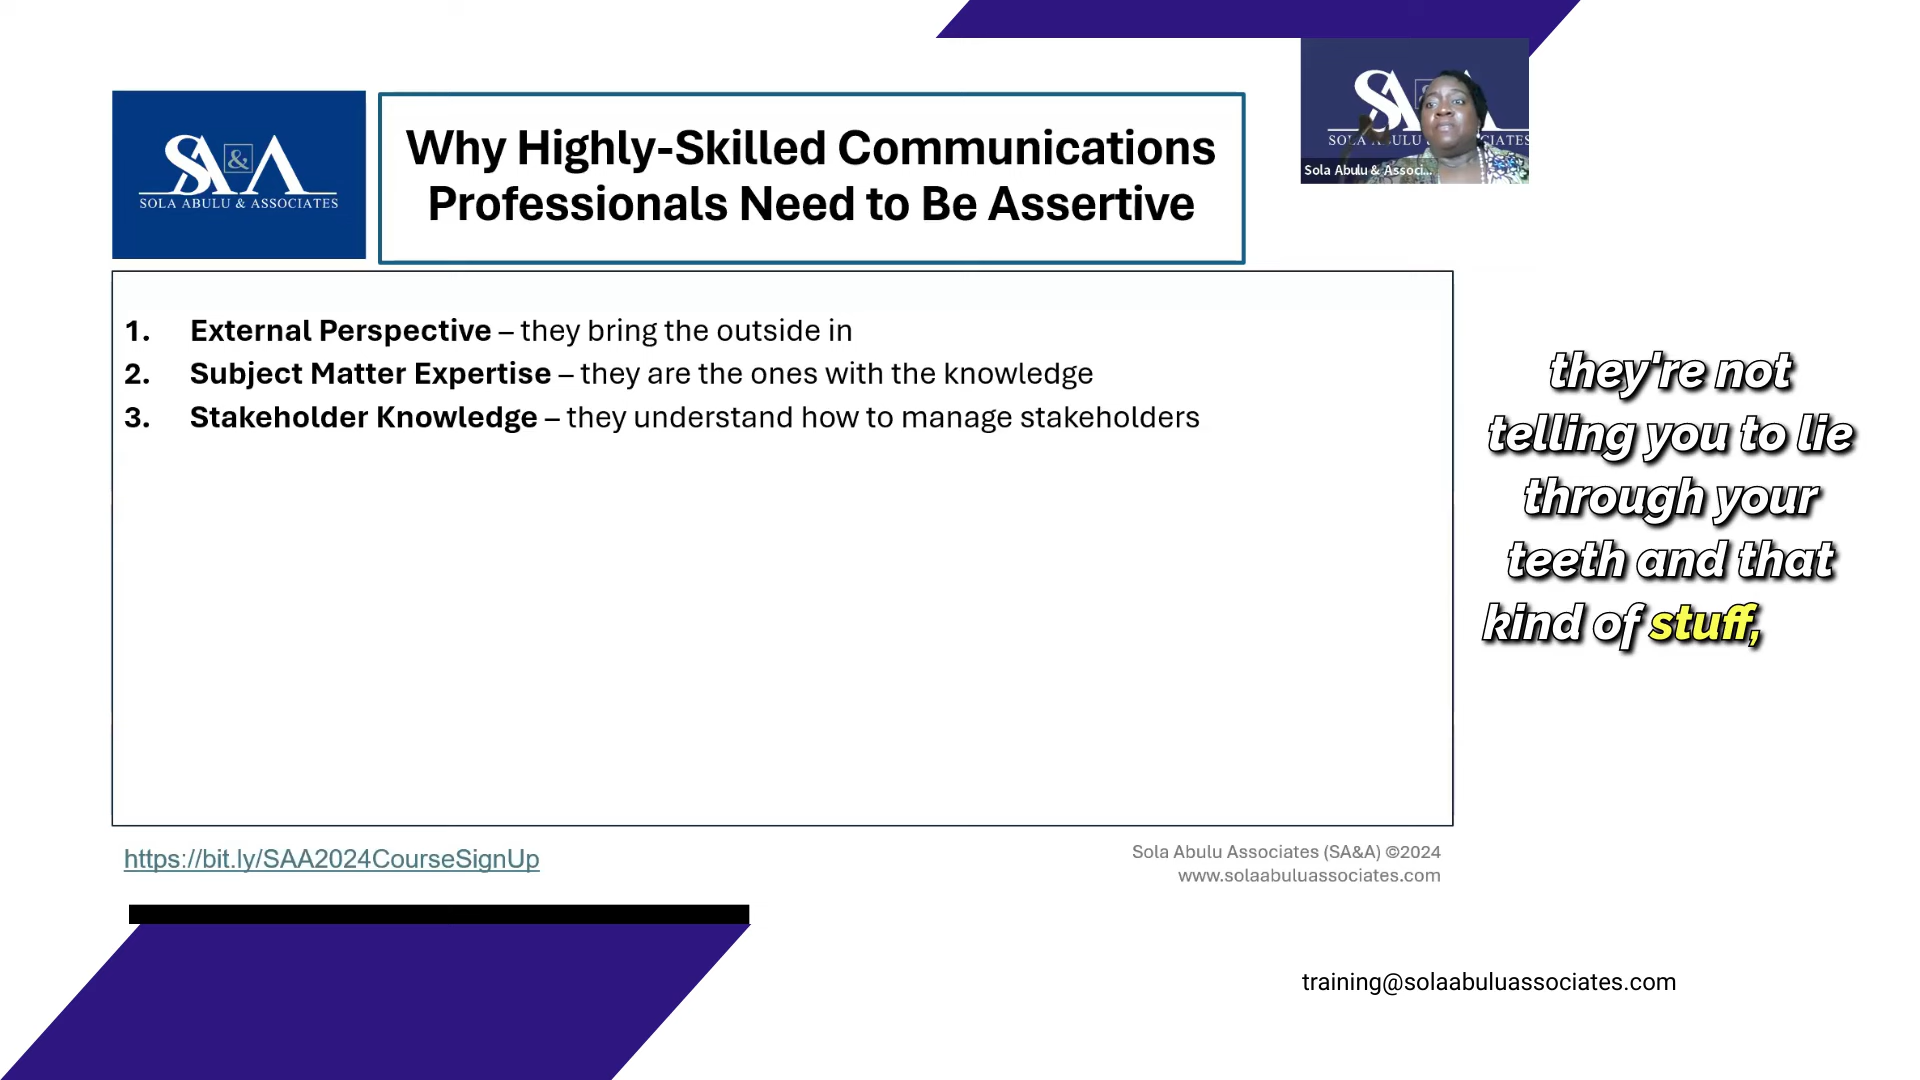 S&A
SOLA ABULU & ASSOCIATES
Why Highly-Skilled Communications
Professionals Need to Be Assertive
Sola Abulu & Associ...
1. External Perspective – they bring the outside in
2. Subject Matter Expertise – they are the ones with the knowledge
3. Stakeholder Knowledge – they understand how to manage stakeholders
they're not
telling you to lie
through your
teeth and that
kind of stuff,
https://bit.ly/SAA2024CourseSignUp
Sola Abulu Associates (SA&A) ©2024
www.solaabuluassociates.com
training@solaabuluassociates.com